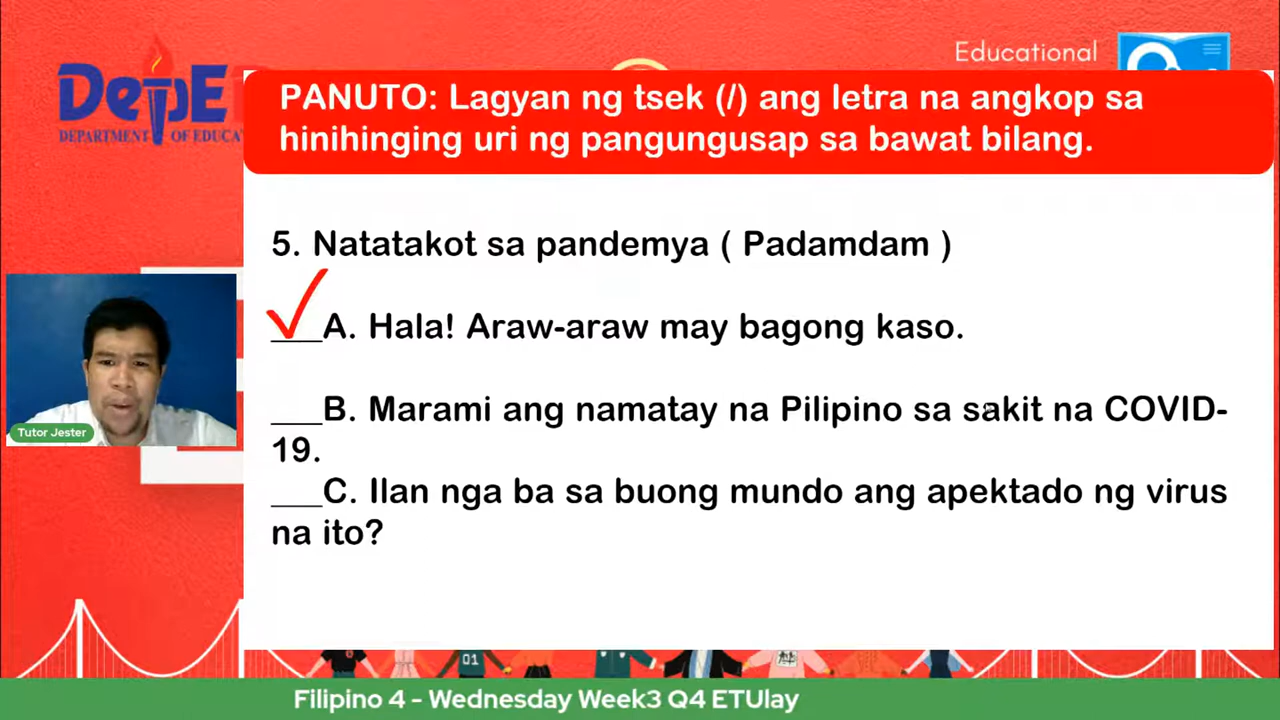 Educational
DepED
DEPARTMENT OF EDUCA
PANUTO: Lagyan ng tsek (/) ang letra na angkop sa
hinihinging uri ng pangungusap sa bawat bilang.
5. Natatakot sa pandemya ( Padamdam )
___A. Hala! Araw-araw may bagong kaso.
___B. Marami ang namatay na Pilipino sa sakit na COVID-
19.
___C. Ilan nga ba sa buong mundo ang apektado ng virus
na ito?
Tutor Jester
01
Filipino 4 - Wednesday Week3 Q4 ETUlay